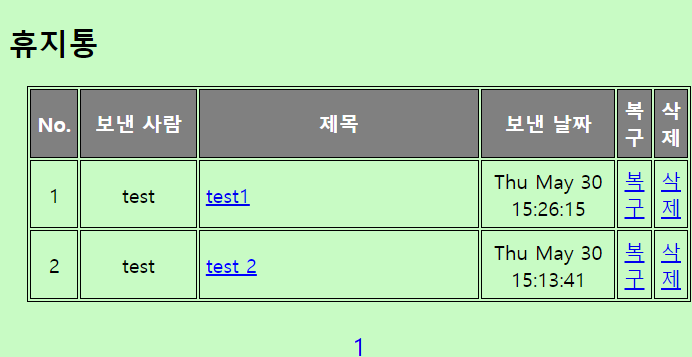 휴지통
No. 보낸 사람 제목 보낸 날짜 복구 삭제
1 test test1 Thu May 30 15:26:15 복구 삭제
2 test test 2 Thu May 30 15:13:41 복구 삭제
1